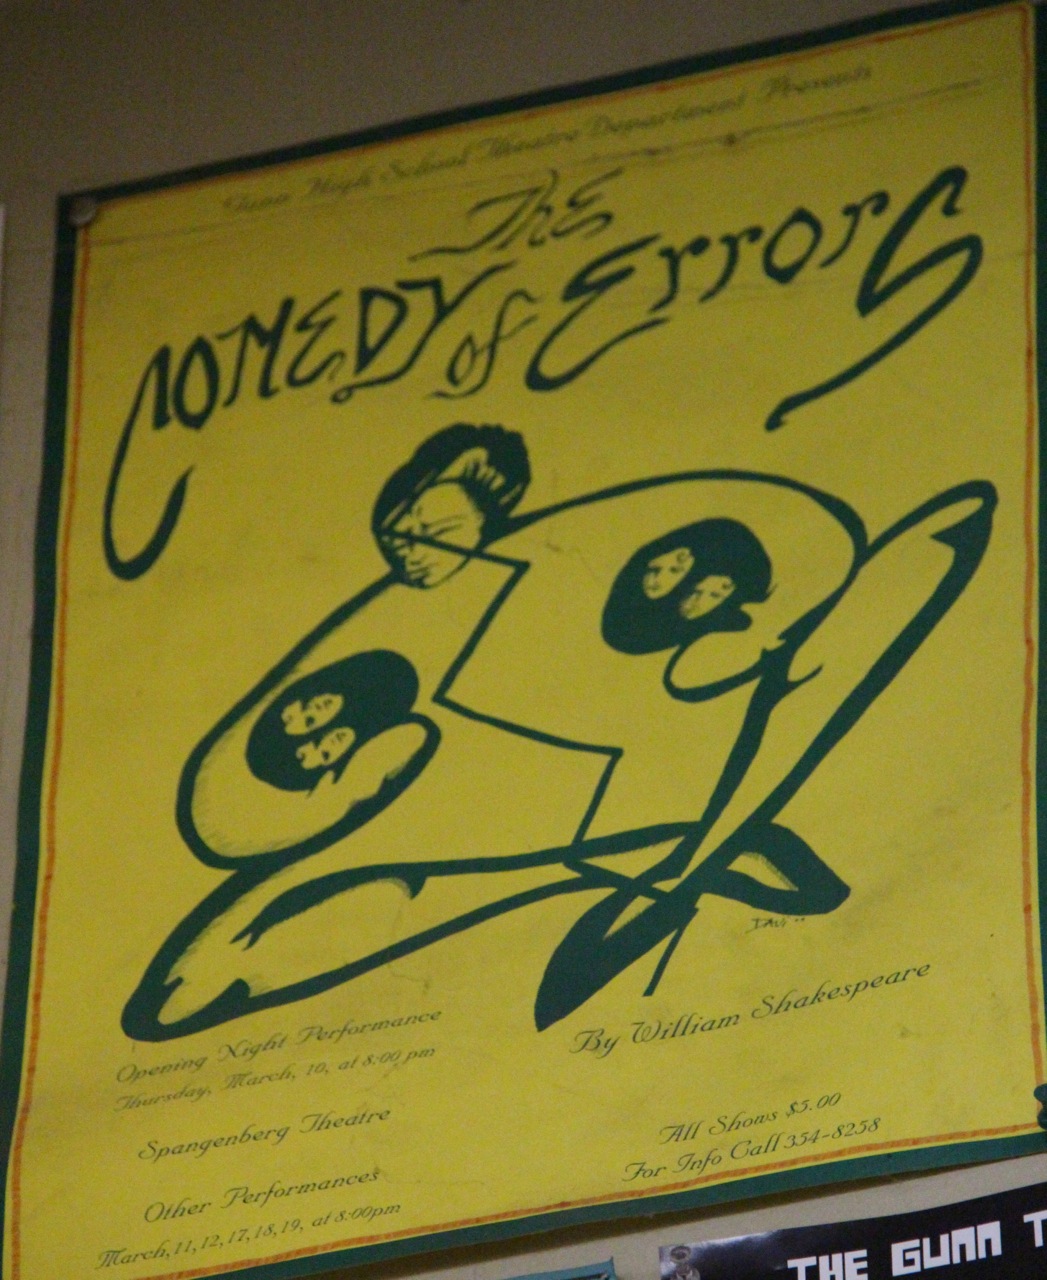 Gunn High School Theatre Department Presents
The
Comedy of Errors
By William Shakespeare
Opening Night Performance
Thursday, March, 10, at 8:00 pm
Spangenberg Theatre
Other Performances
March,11,12,17,18,19, at 8:00pm
All Shows $5.00
For Info Call 354-8258
THE GUNN